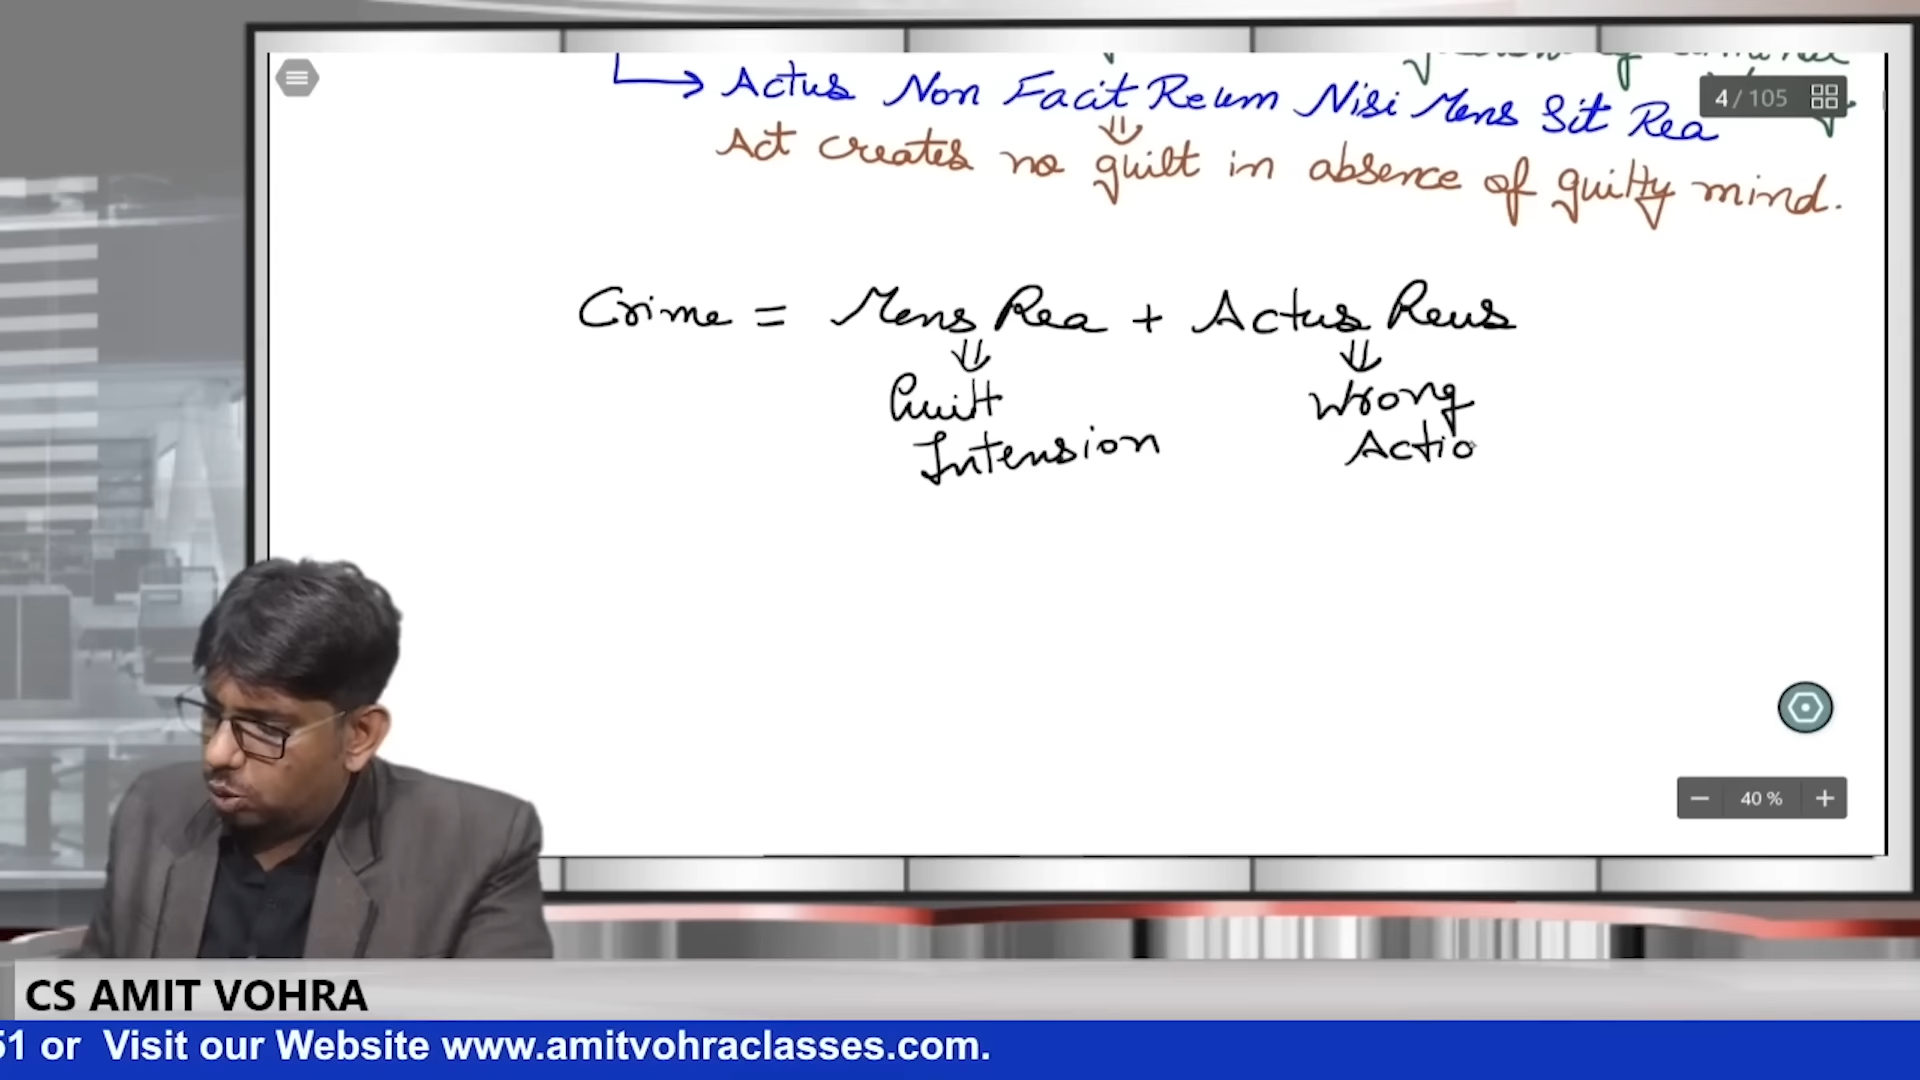 Actus Non Facit Reum Nisi Mens Sit Rea
4 / 105
Act creates no guilt in absence of guilty mind.
Crime = Mens Rea + Actus Reus
Guilt Wrong
Intension Actio
40 %
CS AMIT VOHRA
51 or Visit our Website www.amitvohraclasses.com.